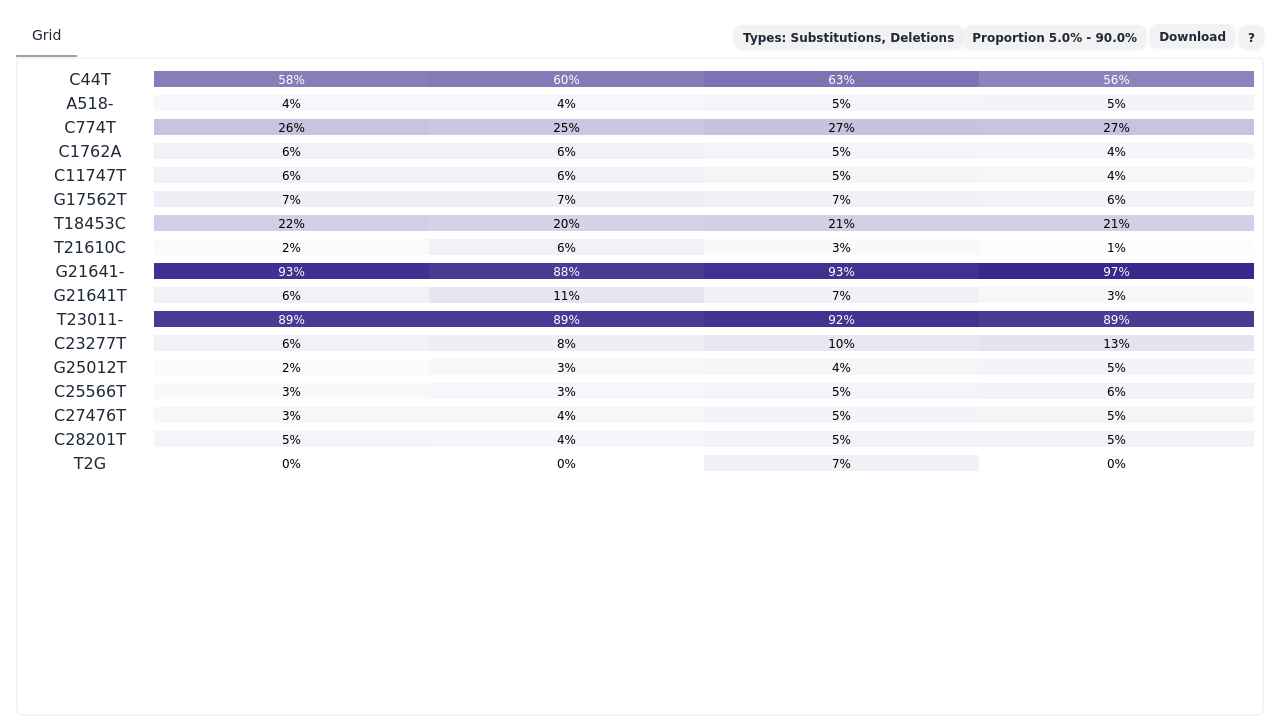 Grid
Types: Substitutions, Deletions Proportion 5.0% - 90.0% Download ?
C44T 58% 60% 63% 56%
A518- 4% 4% 5% 5%
C774T 26% 25% 27% 27%
C1762A 6% 6% 5% 4%
C11747T 6% 6% 5% 4%
G17562T 7% 7% 7% 6%
T18453C 22% 20% 21% 21%
T21610C 2% 6% 3% 1%
G21641- 93% 88% 93% 97%
G21641T 6% 11% 7% 3%
T23011- 89% 89% 92% 89%
C23277T 6% 8% 10% 13%
G25012T 2% 3% 4% 5%
C25566T 3% 3% 5% 6%
C27476T 3% 4% 5% 5%
C28201T 5% 4% 5% 5%
T2G 0% 0% 7% 0%